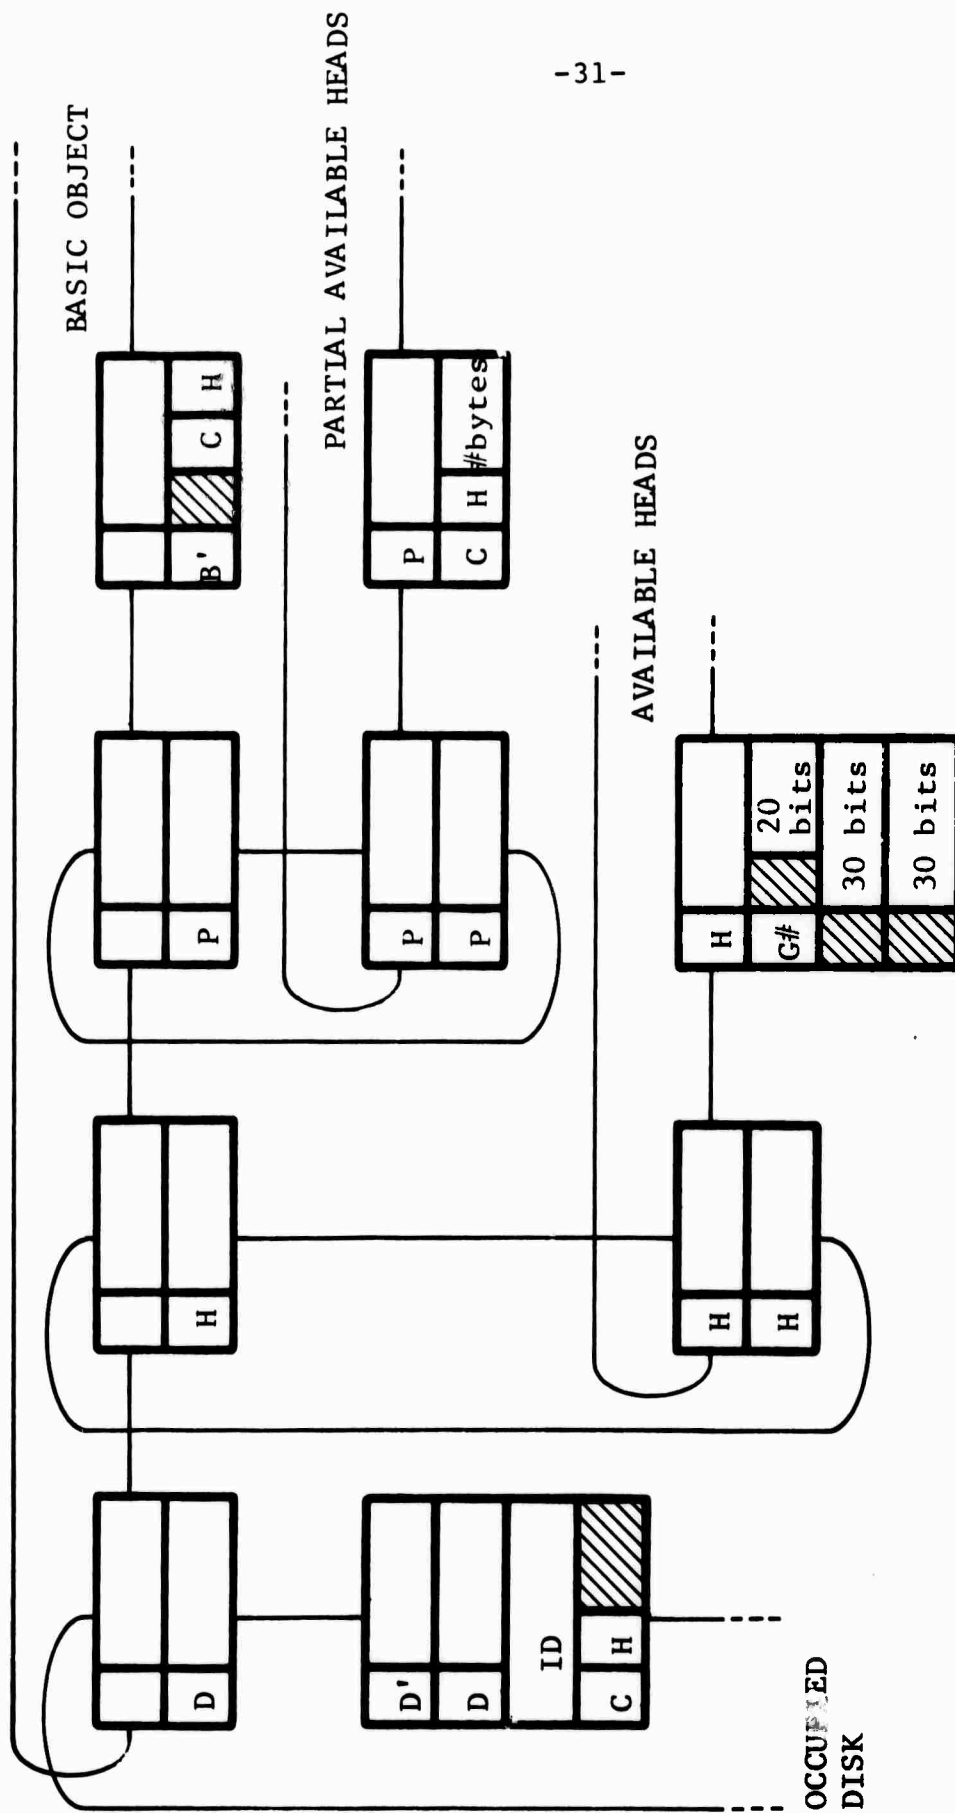 -31-
BASIC OBJECT
D
H
P
B' C H
PARTIAL AVAILABLE HEADS
D'
D
ID
C H
P
P
P
C H #bytes
AVAILABLE HEADS
H
H
H
G# 20 bits
30 bits
30 bits
OCCUPIED
DISK